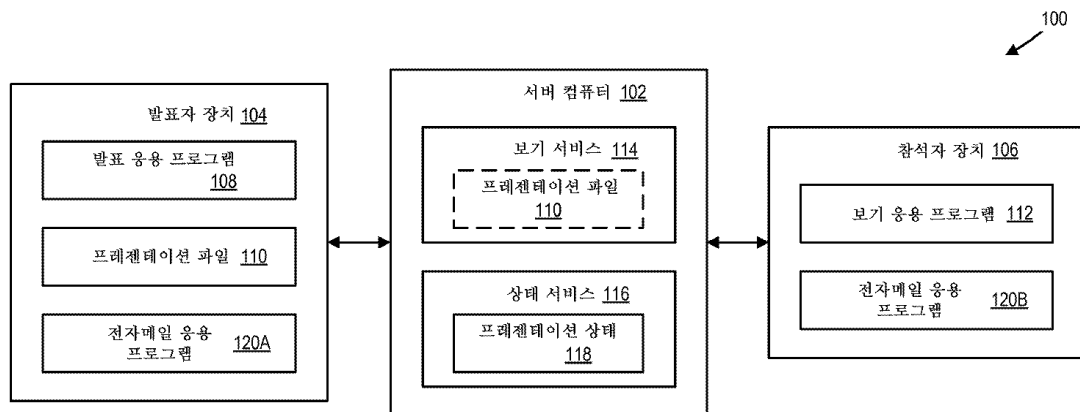 100
발표자 장치 104
발표 응용 프로그램
108
프레젠테이션 파일 110
전자메일 응용
프로그램 120A
서버 컴퓨터 102
보기 서비스 114
프레젠테이션 파일
110
상태 서비스 116
프레젠테이션 상태
118
참석자 장치 106
보기 응용 프로그램 112
전자메일 응용
프로그램 120B